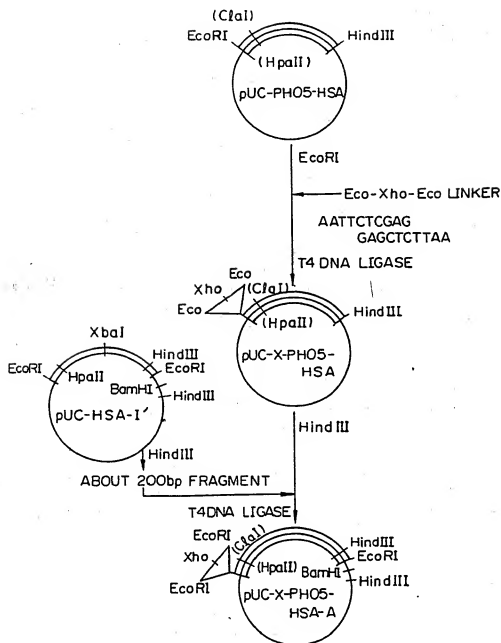 (ClaI)
EcoRI
HindIII
(HpaII)
pUC-PHO5-HSA
EcoRI
Eco-Xho-Eco LINKER
AATTCTCGAG
GAGCTCTTAA
T4 DNA LIGASE
Eco
Xho
(ClaI)
Eco
(HpaII)
HindIII
pUC-X-PHO5-
HSA
XbaI
HindIII
EcoRI
EcoRI
HpaII
BamHI
HindIII
pUC-HSA-I'
HindIII
HindIII
ABOUT 200bp FRAGMENT
T4DNA LIGASE
EcoRI
(ClaI)
Xho
HindIII
EcoRI
(HpaII)
BamHI
EcoRI
HindIII
pUC-X-PHO5-
HSA-A